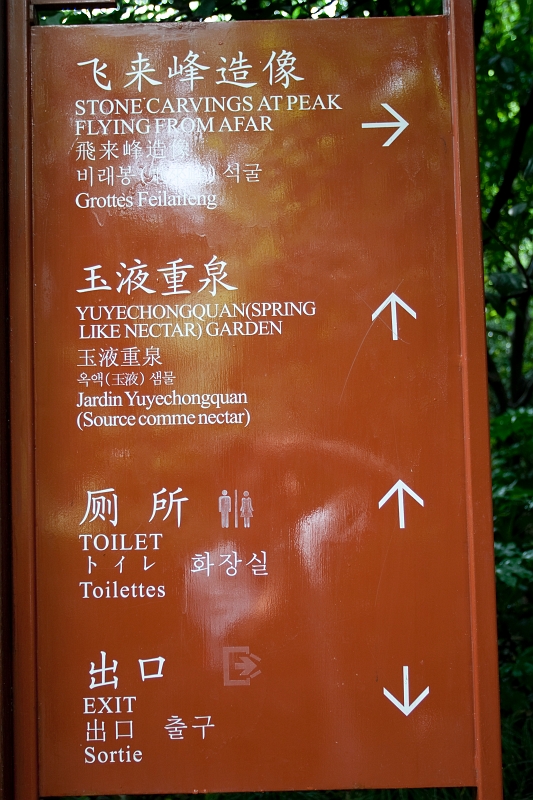 飞来峰造像
STONE CARVINGS AT PEAK
FLYING FROM AFAR
飛来峰造
비래봉 석굴
Grottes Feilaifeng
玉液重泉
YUYECHONGQUAN(SPRING
LIKE NECTAR) GARDEN
玉液重泉
옥액(玉液) 샘물
Jardin Yuyechongquan
(Source comme nectar)
厕所
TOILET
トイレ 화장실
Toilettes
出口
EXIT
出口 출구
Sortie